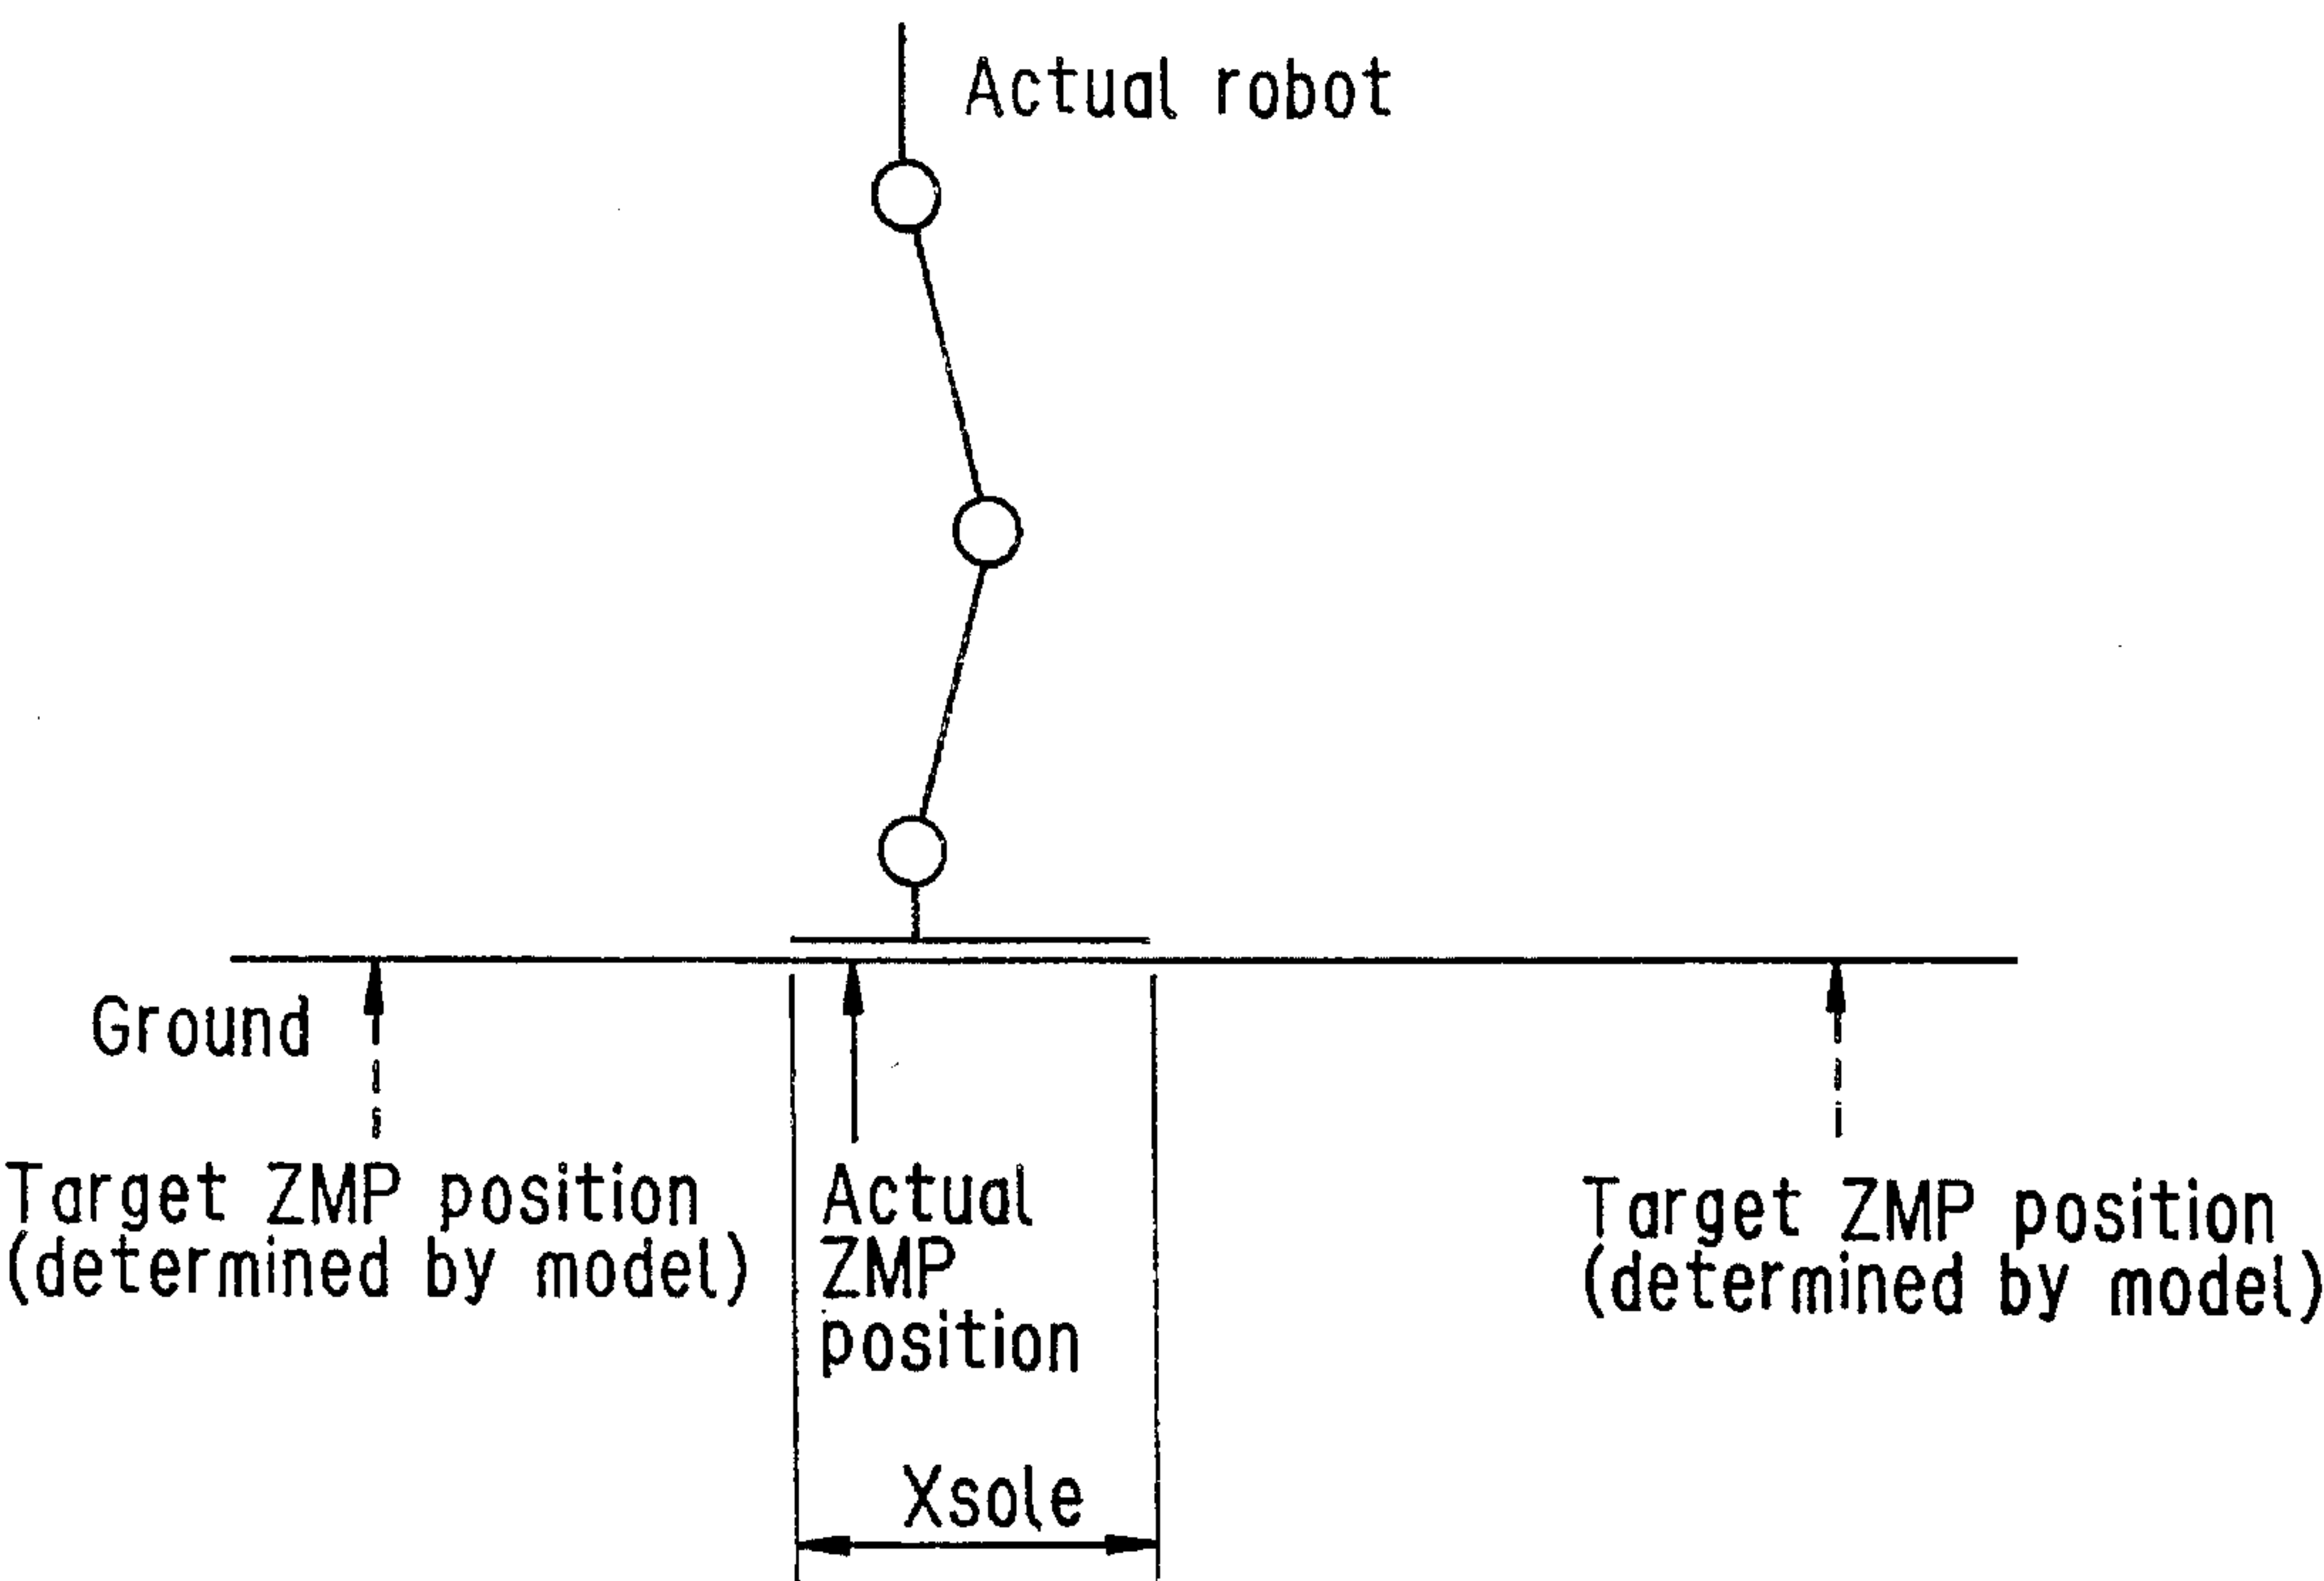 Actual robot
Ground
Target ZMP position
(determined by model)
Actual
ZMP
position
Target ZMP position
(determined by model)
Xsole